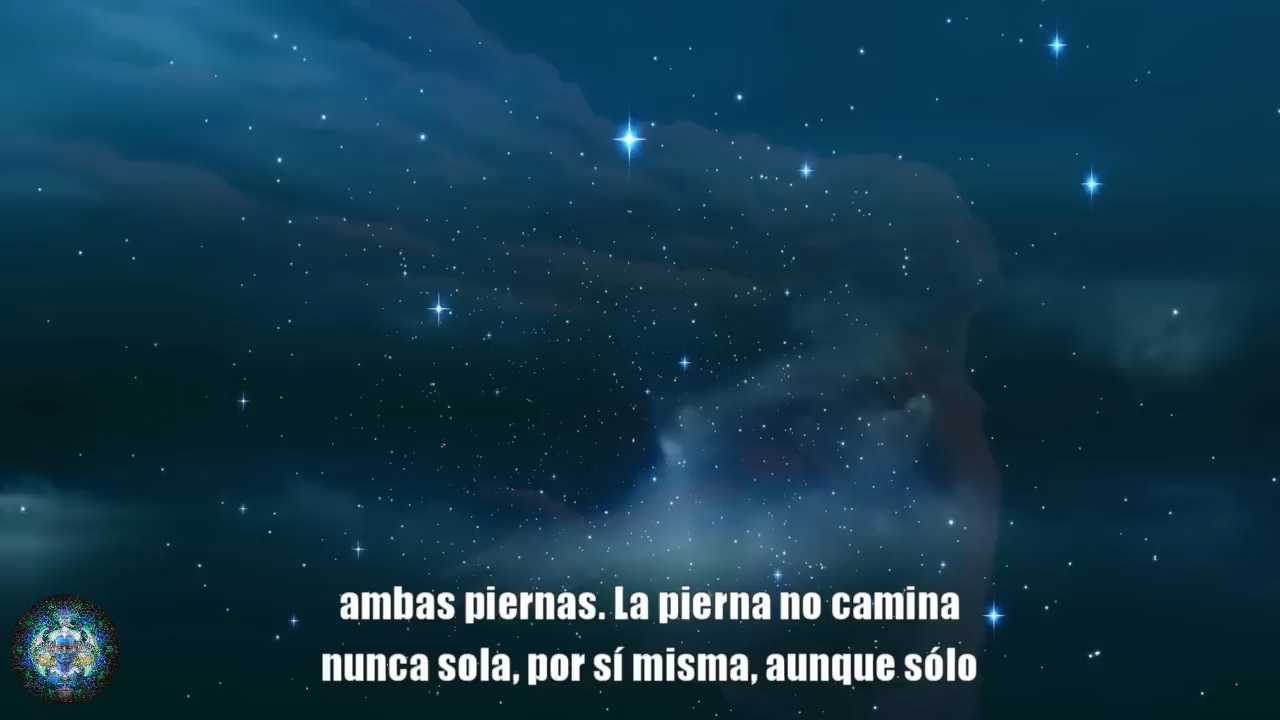 ambas piernas. La pierna no camina
nunca sola, por sí misma, aunque sólo